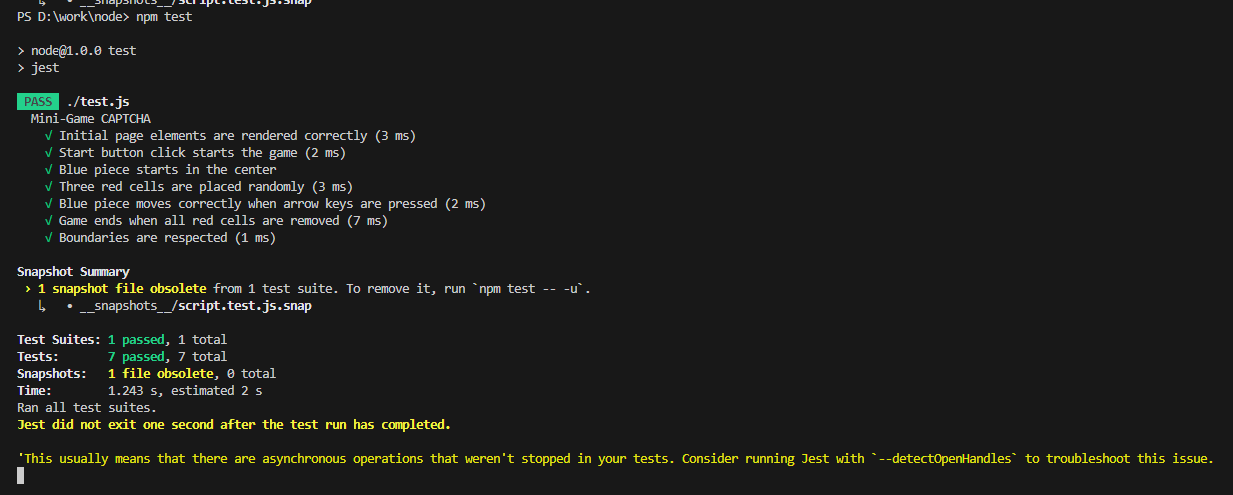 ↳ • __snapshots__/script.test.js.snap
PS D:\work\node> npm test
> node@1.0.0 test
> jest
PASS ./test.js
Mini-Game CAPTCHA
√ Initial page elements are rendered correctly (3 ms)
√ Start button click starts the game (2 ms)
√ Blue piece starts in the center
√ Three red cells are placed randomly (3 ms)
√ Blue piece moves correctly when arrow keys are pressed (2 ms)
√ Game ends when all red cells are removed (7 ms)
√ Boundaries are respected (1 ms)
Snapshot Summary
› 1 snapshot file obsolete from 1 test suite. To remove it, run `npm test -- -u`.
↳ • __snapshots__/script.test.js.snap
Test Suites: 1 passed, 1 total
Tests: 7 passed, 7 total
Snapshots: 1 file obsolete, 0 total
Time: 1.243 s, estimated 2 s
Ran all test suites.
Jest did not exit one second after the test run has completed.
'This usually means that there are asynchronous operations that weren't stopped in your tests. Consider running Jest with `--detectOpenHandles` to troubleshoot this issue.